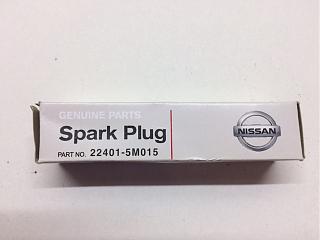 GENUINE PARTS
Spark Plug
PART NO. 22401-5M015
NISSAN